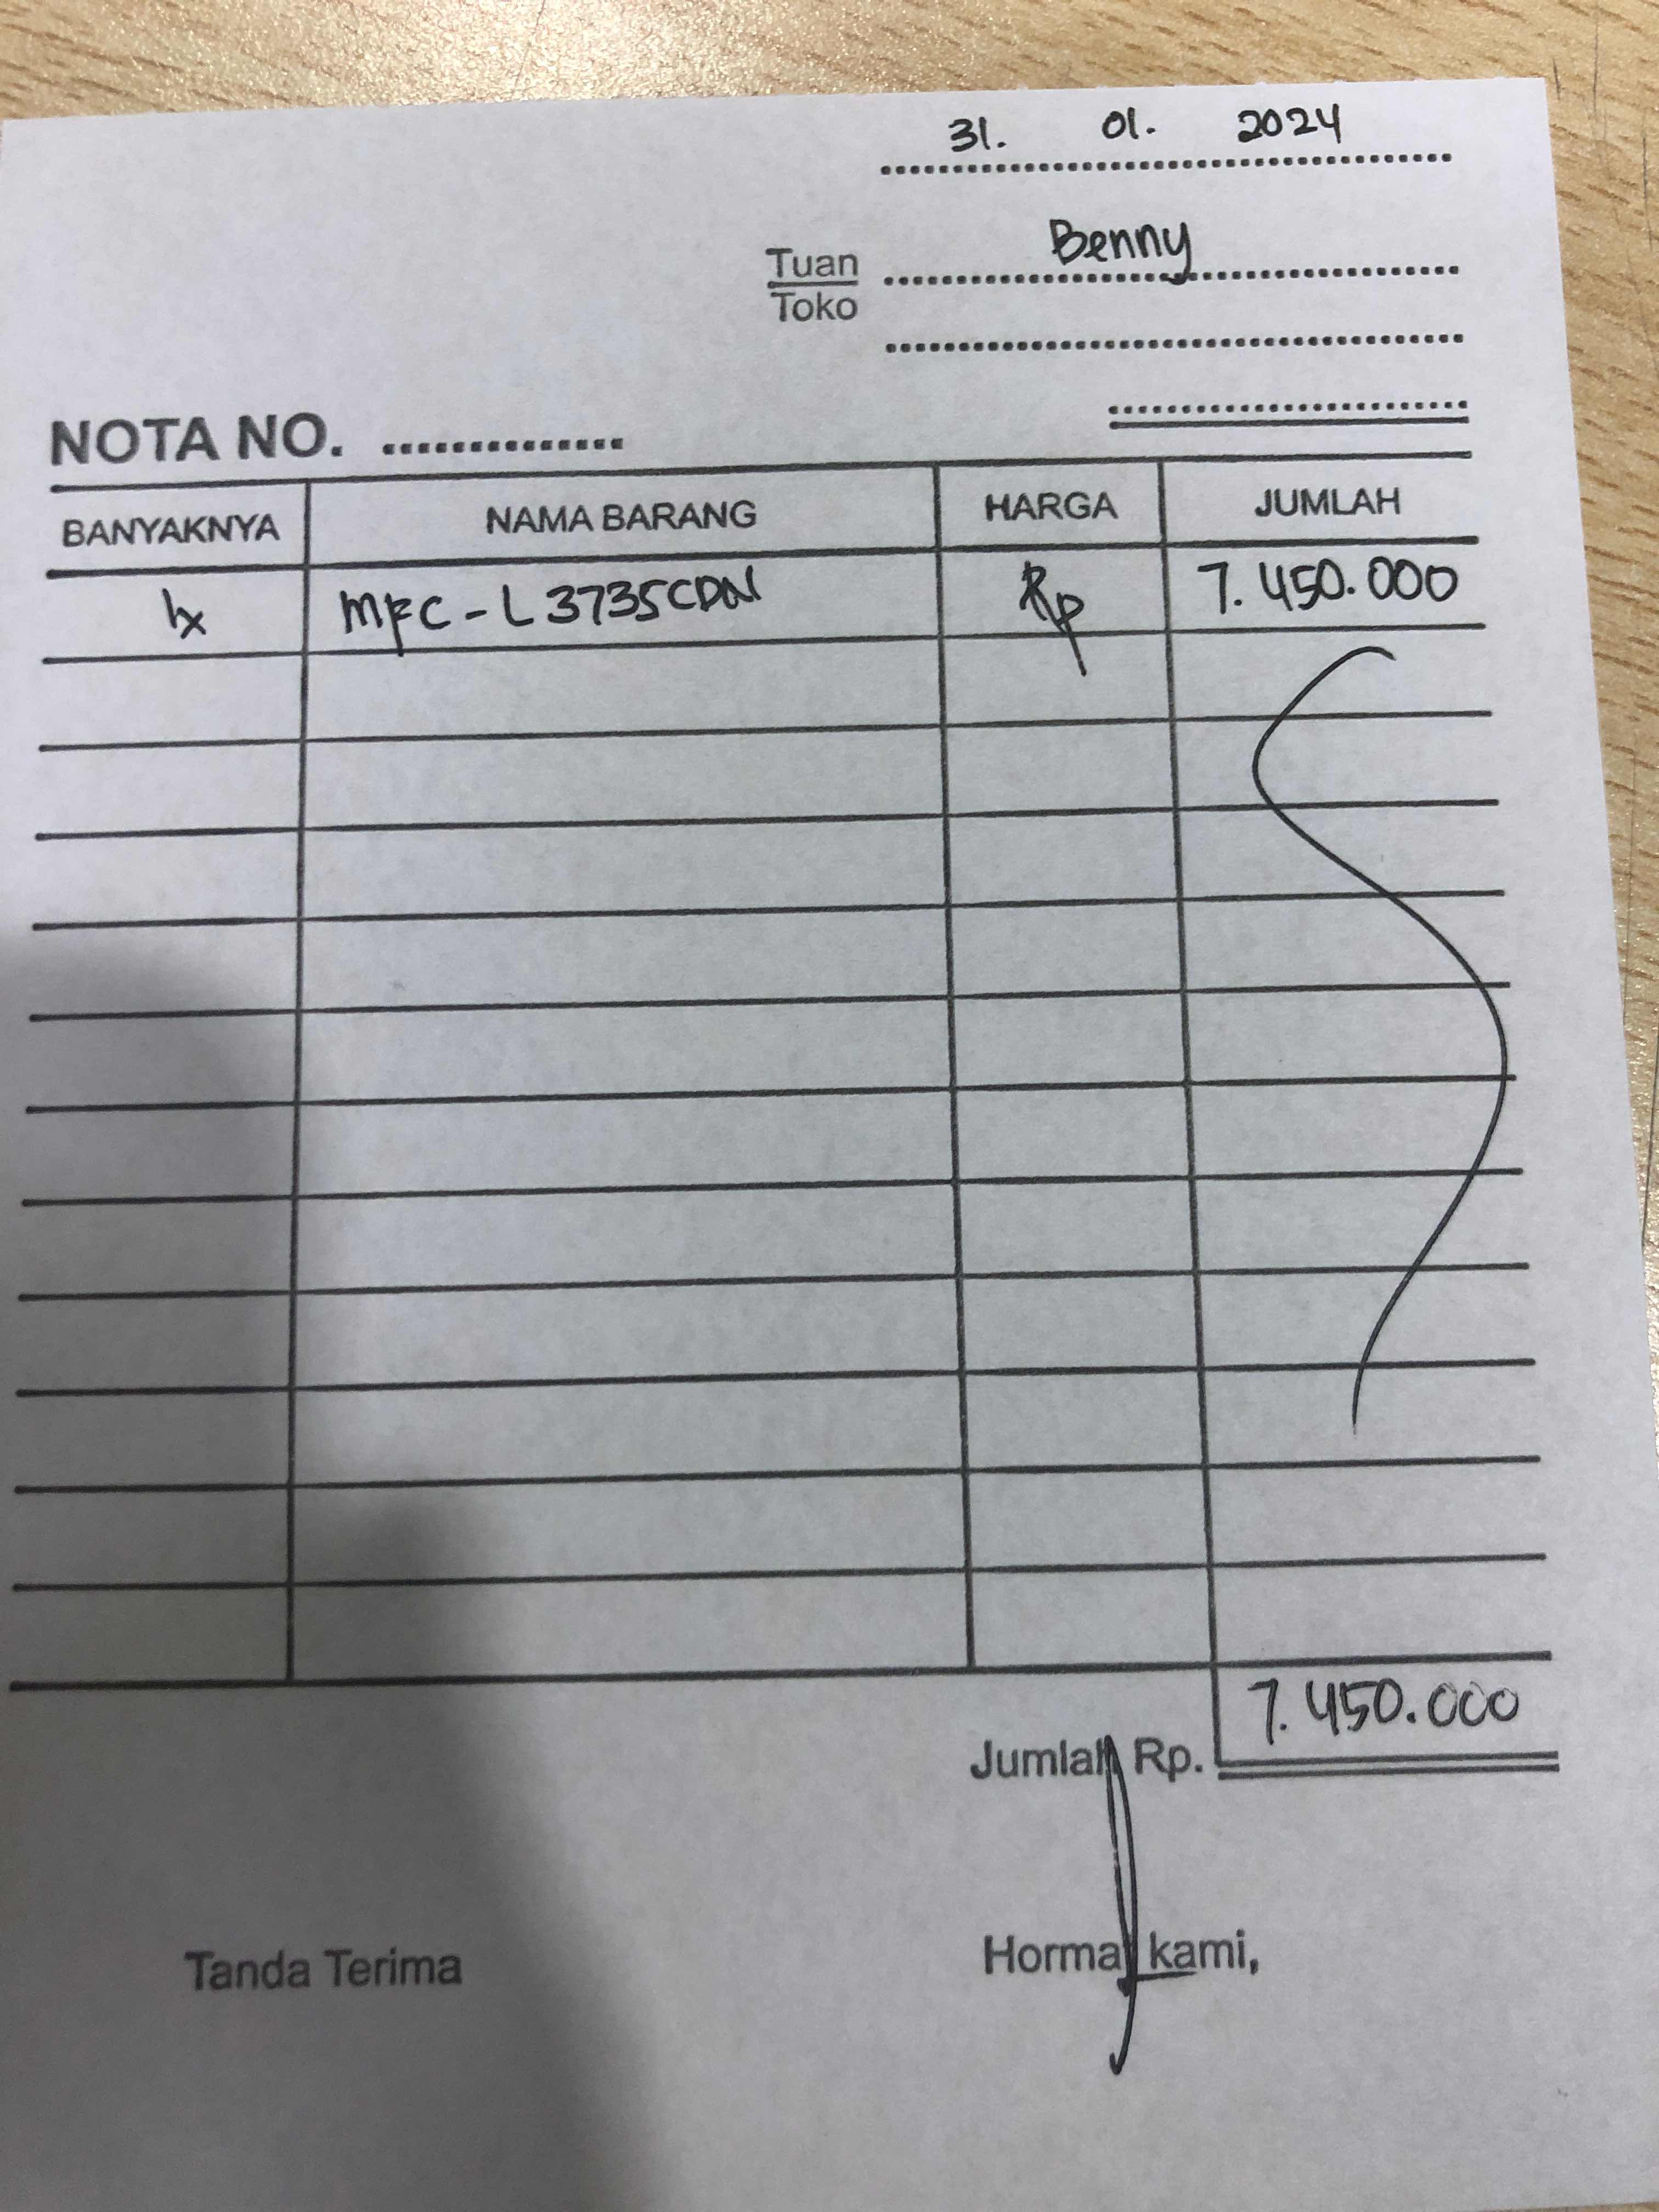 31. 01. 2024
Tuan Benny
Toko
NOTA NO.
BANYAKNYA NAMA BARANG HARGA JUMLAH
1x MFC-L3735CDN Rp 7.450.000
7.450.000
Jumlah Rp.
Tanda Terima Hormat kami,